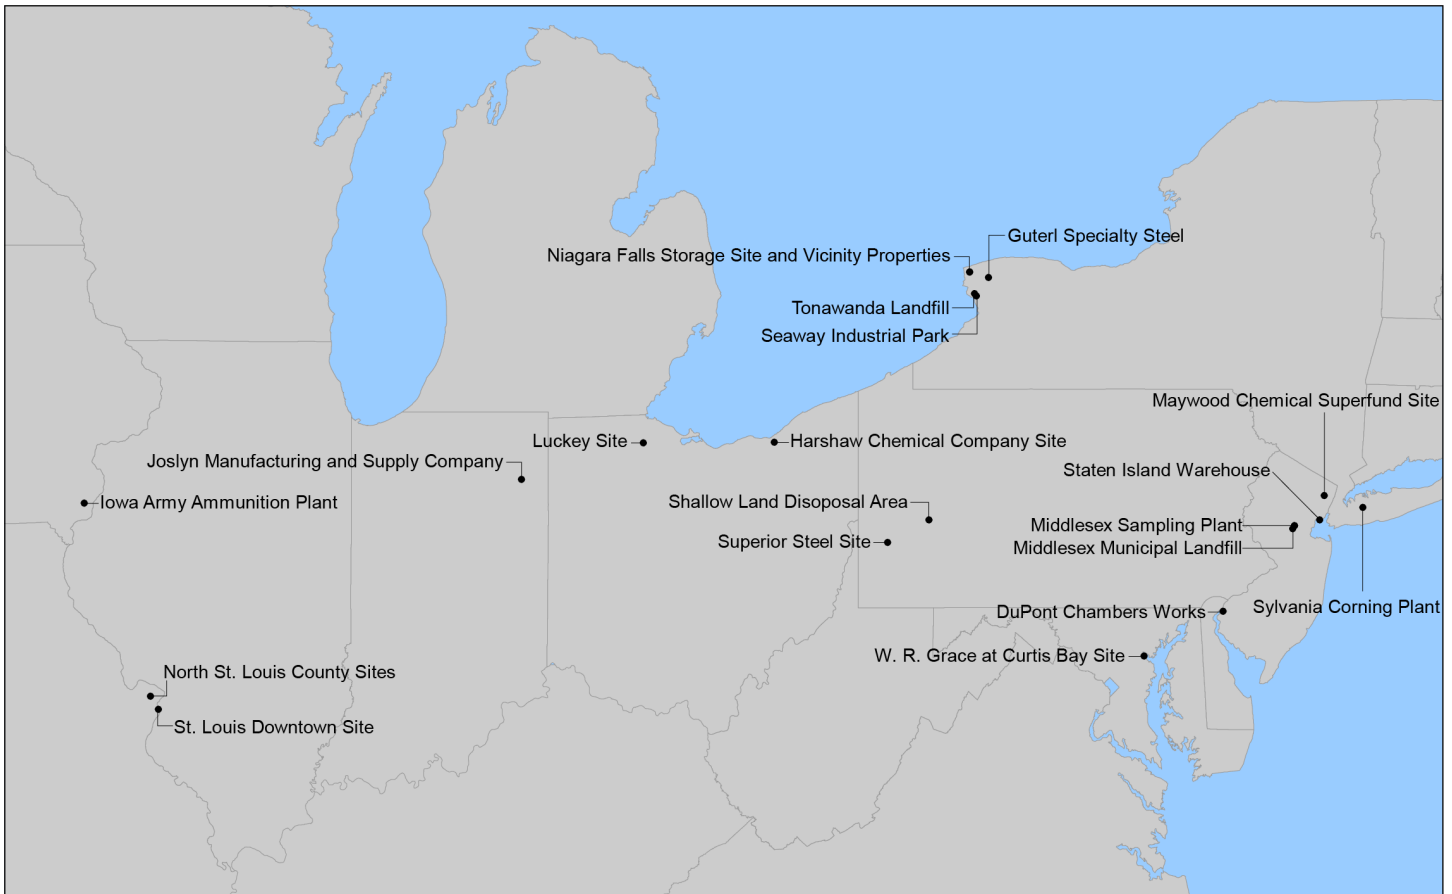 Guterl Specialty Steel
Niagara Falls Storage Site and Vicinity Properties
Tonawanda Landfill
Seaway Industrial Park
Maywood Chemical Superfund Site
Luckey Site
Harshaw Chemical Company Site
Joslyn Manufacturing and Supply Company
Staten Island Warehouse
Iowa Army Ammunition Plant
Shallow Land Disoposal Area
Middlesex Sampling Plant
Superior Steel Site
Middlesex Municipal Landfill
DuPont Chambers Works
Sylvania Corning Plant
W. R. Grace at Curtis Bay Site
North St. Louis County Sites
St. Louis Downtown Site